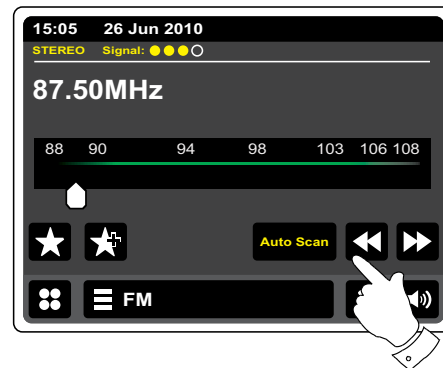 15:05 26 Jun 2010
STEREO Signal:
87.50MHz
88 90 94 98 103 106 108
Auto Scan
FM